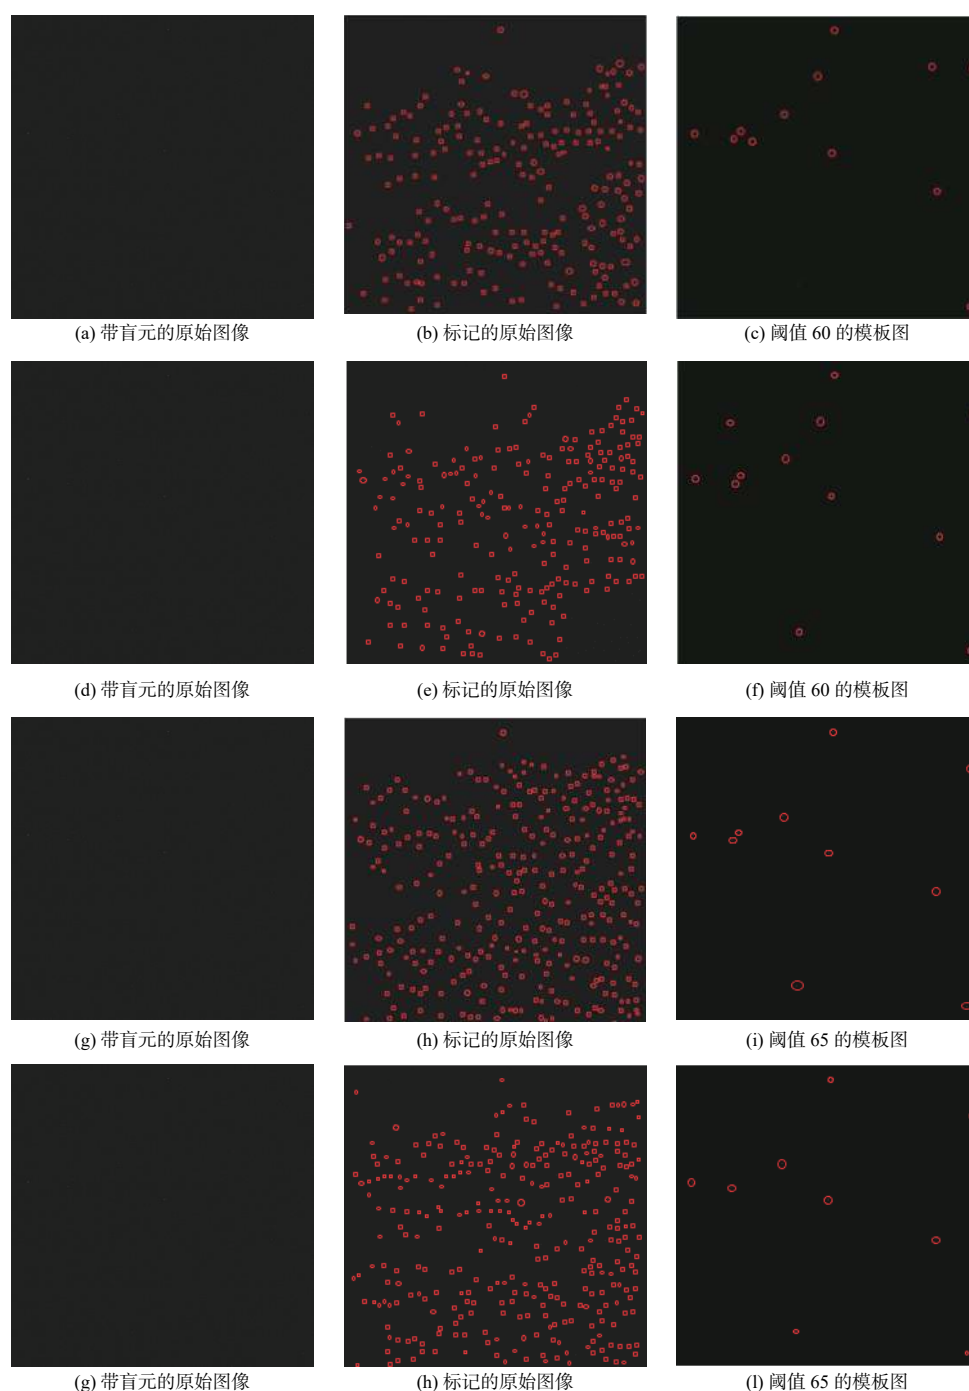 (a) 带盲元的原始图像
(b) 标记的原始图像
(c) 阈值 60 的模板图
(d) 带盲元的原始图像
(e) 标记的原始图像
(f) 阈值 60 的模板图
(g) 带盲元的原始图像
(h) 标记的原始图像
(i) 阈值 65 的模板图
(g) 带盲元的原始图像
(h) 标记的原始图像
(l) 阈值 65 的模板图